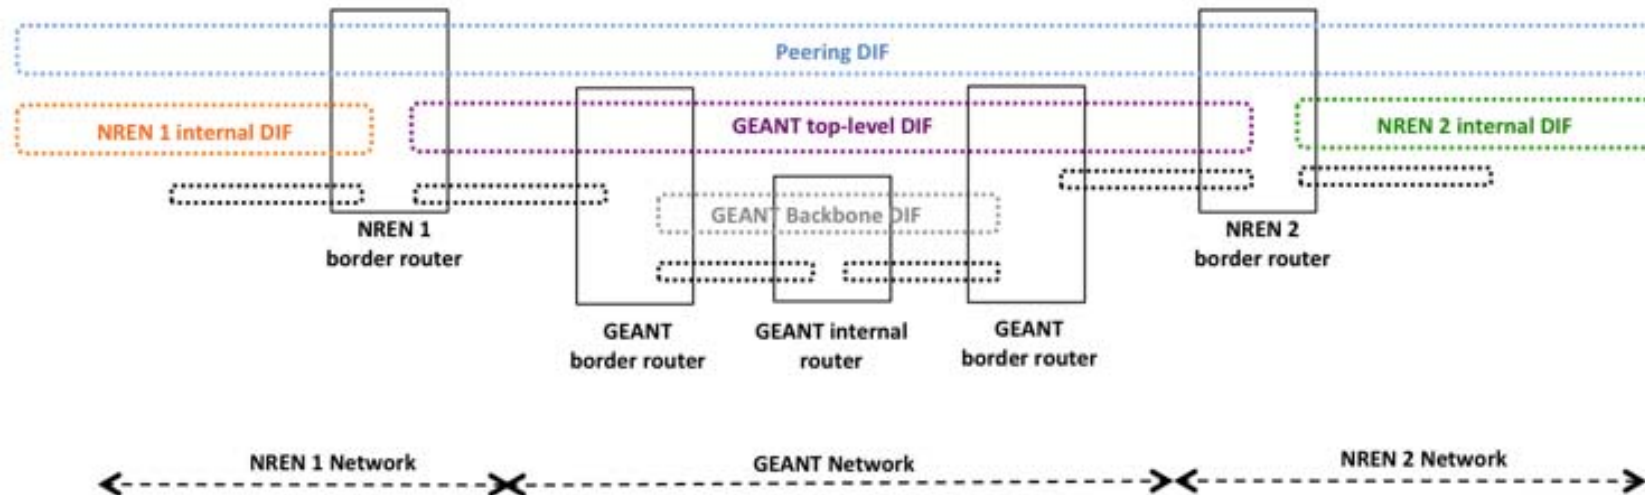 Peering DIF
NREN 1 internal DIF
GEANT top-level DIF
NREN 2 internal DIF
GEANT Backbone DIF
NREN 1
border router
NREN 2
border router
GEANT
border router
GEANT internal
router
GEANT
border router
NREN 1 Network
GEANT Network
NREN 2 Network